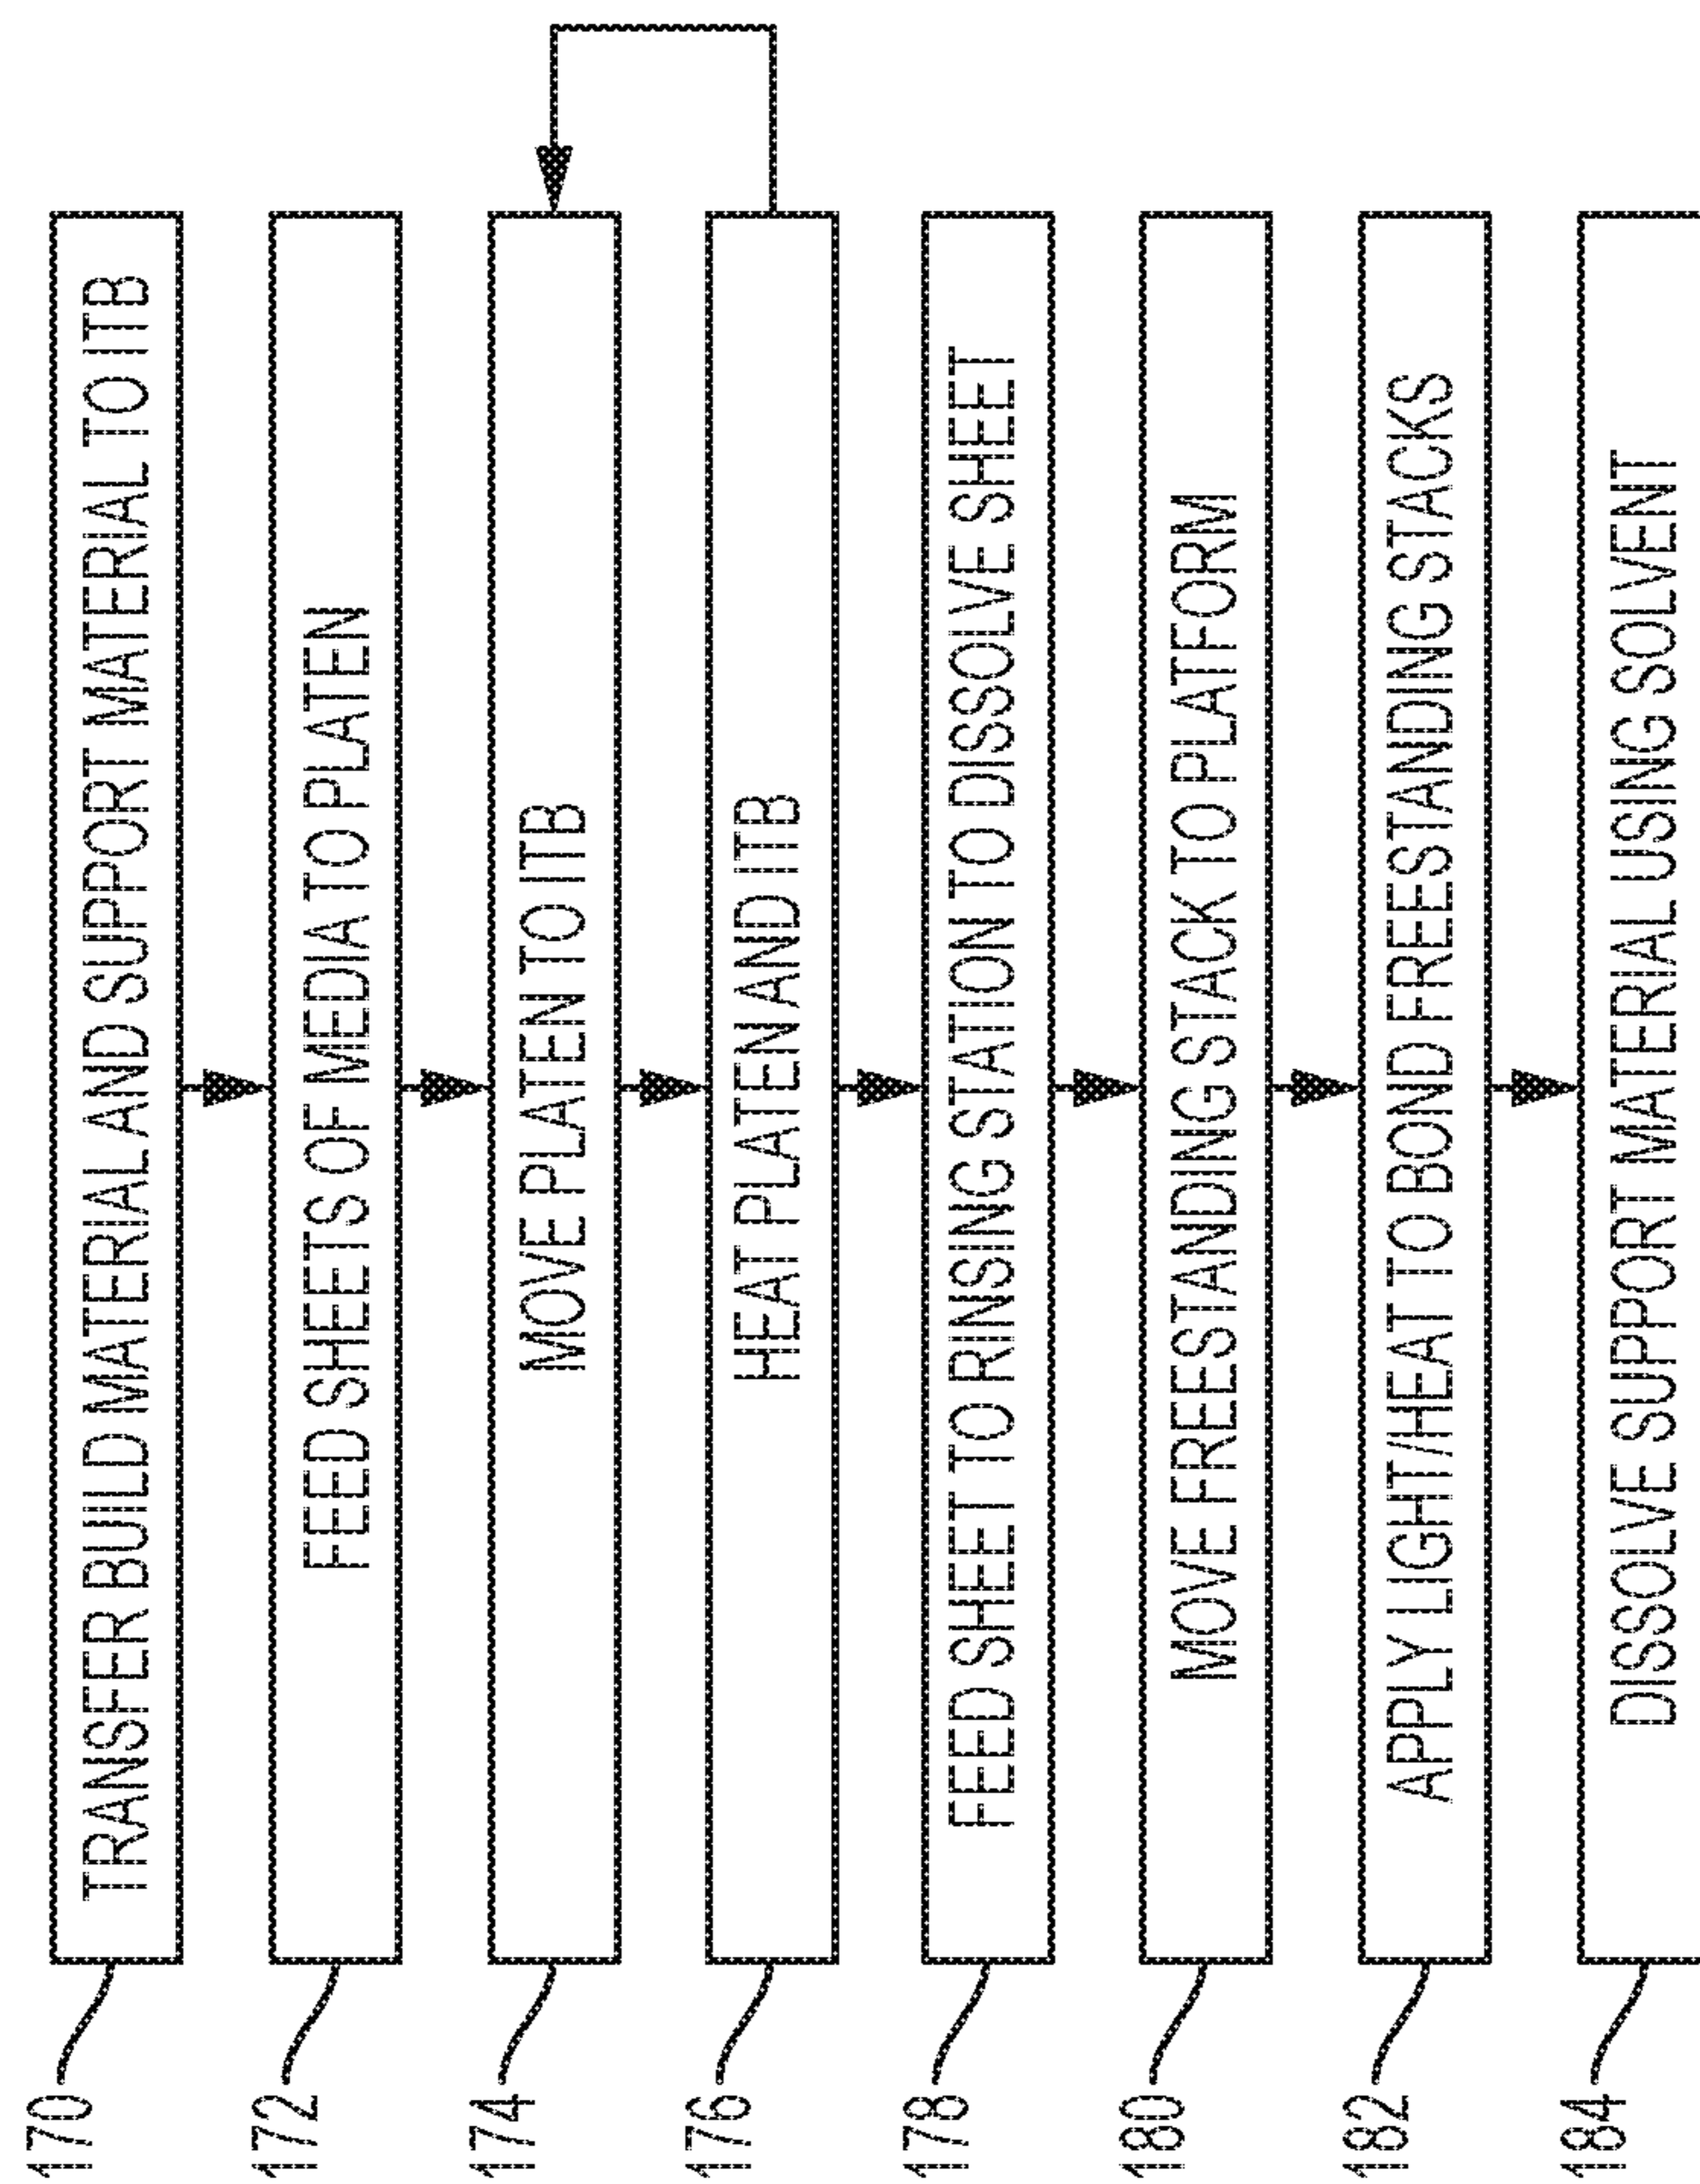 170
TRANSFER BUILD MATERIAL AND SUPPORT MATERIAL TO ITB
172
FEED SHEETS OF MEDIA TO PLATEN
174
MOVE PLATEN TO ITB
176
HEAT PLATEN AND ITB
178
FEED SHEET TO RINSING STATION TO DISSOLVE SHEET
180
MOVE FREESTANDING STACK TO PLATFORM
182
APPLY LIGHT/HEAT TO BOND FREESTANDING STACKS
184
DISSOLVE SUPPORT MATERIAL USING SOLVENT